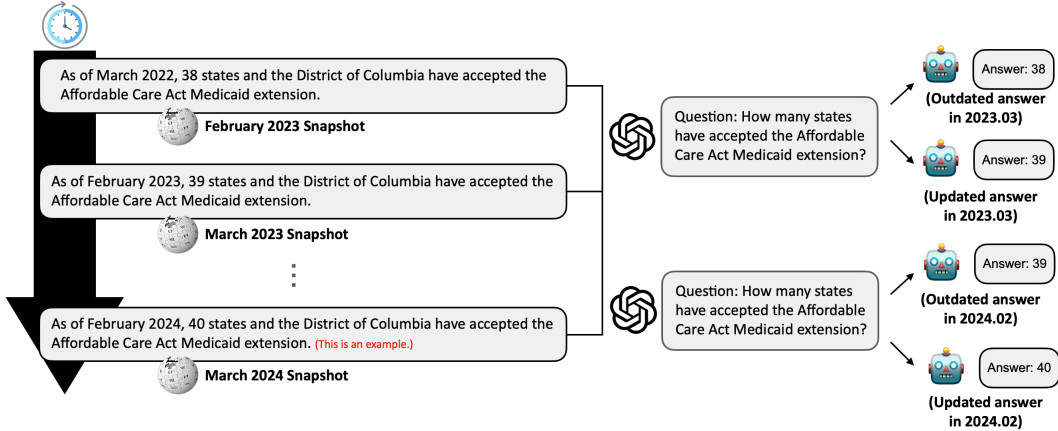 As of March 2022, 38 states and the District of Columbia have accepted the
Affordable Care Act Medicaid extension.
February 2023 Snapshot
As of February 2023, 39 states and the District of Columbia have accepted the
Affordable Care Act Medicaid extension.
March 2023 Snapshot
As of February 2024, 40 states and the District of Columbia have accepted the
Affordable Care Act Medicaid extension. (This is an example.)
March 2024 Snapshot
Question: How many states
have accepted the Affordable
Care Act Medicaid extension?
Answer: 38
(Outdated answer
in 2023.03)
Answer: 39
(Updated answer
in 2023.03)
Question: How many states
have accepted the Affordable
Care Act Medicaid extension?
Answer: 39
(Outdated answer
in 2024.02)
Answer: 40
(Updated answer
in 2024.02)